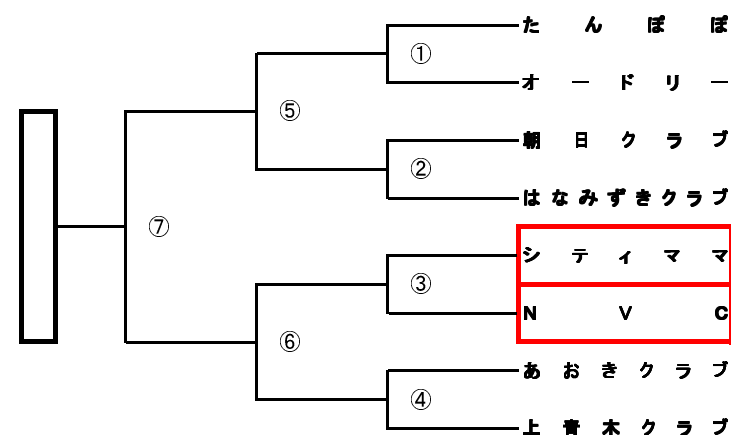 たんぽぽ
①
オードリー
⑤
朝日クラブ
②
はなみずきクラブ
⑦
シティママ
③
NVC
⑥
あおきクラブ
④
上青木クラブ